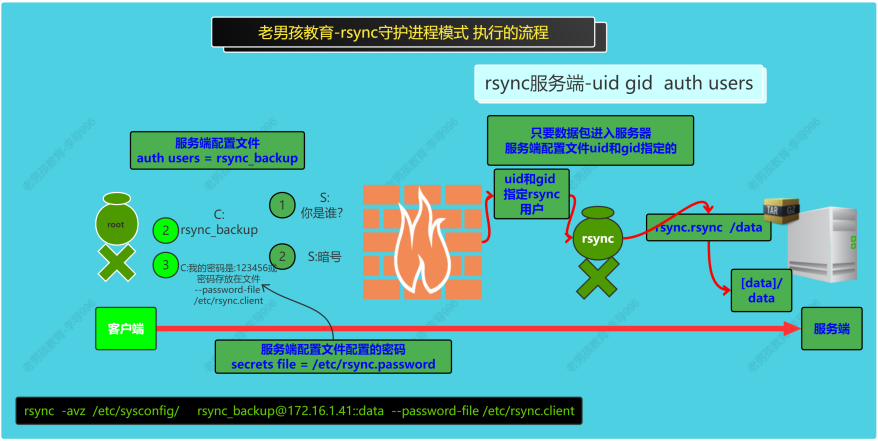 老男孩教育-rsync守护进程模式 执行的流程
rsync服务端-uid gid auth users
服务端配置文件
auth users = rsync_backup
只要数据包进入服务器
服务端配置文件uid和gid指定的
uid和gid
指定rsync
用户
root
1
S:
你是谁?
C:
rsync_backup
2
2
S:暗号
3
C:我的密码是:123456或
密码存放在文件
--password-file
/etc/rsync.client
rsync
rsync.rsync /data
TAR
GZ
[data]/
data
客户端
服务端
服务端配置文件配置的密码
secrets file = /etc/rsync.password
rsync -avz /etc/sysconfig/ rsync_backup@172.16.1.41::data --password-file /etc/rsync.client